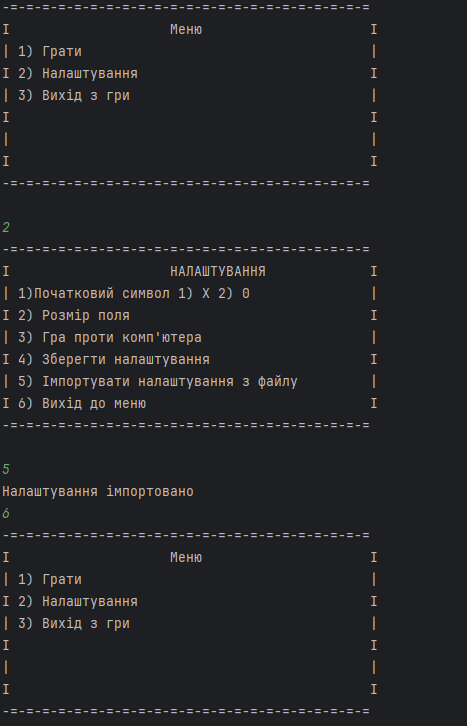 -=-=-=-=-=-=-=-=-=-=-=-=-=-=-=-=-=-=-=-=-=-=-=
I                    Меню                     I
| 1) Грати                                    |
I 2) Налаштування                             I
| 3) Вихід з гри                              |
I                                             I
|                                             |
I                                             I
-=-=-=-=-=-=-=-=-=-=-=-=-=-=-=-=-=-=-=-=-=-=-=
2
-=-=-=-=-=-=-=-=-=-=-=-=-=-=-=-=-=-=-=-=-=-=-=
I                    НАЛАШТУВАННЯ             I
| 1)Початковий символ 1) X 2) 0               |
I 2) Розмір поля                              I
| 3) Гра проти комп'ютера                     |
I 4) Зберегти налаштування                    I
| 5) Імпортувати налаштування з файлу         |
I 6) Вихід до меню                            I
-=-=-=-=-=-=-=-=-=-=-=-=-=-=-=-=-=-=-=-=-=-=-=
5
Налаштування імпортовано
6
-=-=-=-=-=-=-=-=-=-=-=-=-=-=-=-=-=-=-=-=-=-=-=
I                    Меню                     I
| 1) Грати                                    |
I 2) Налаштування                             I
| 3) Вихід з гри                              |
I                                             I
|                                             |
I                                             I
-=-=-=-=-=-=-=-=-=-=-=-=-=-=-=-=-=-=-=-=-=-=-=